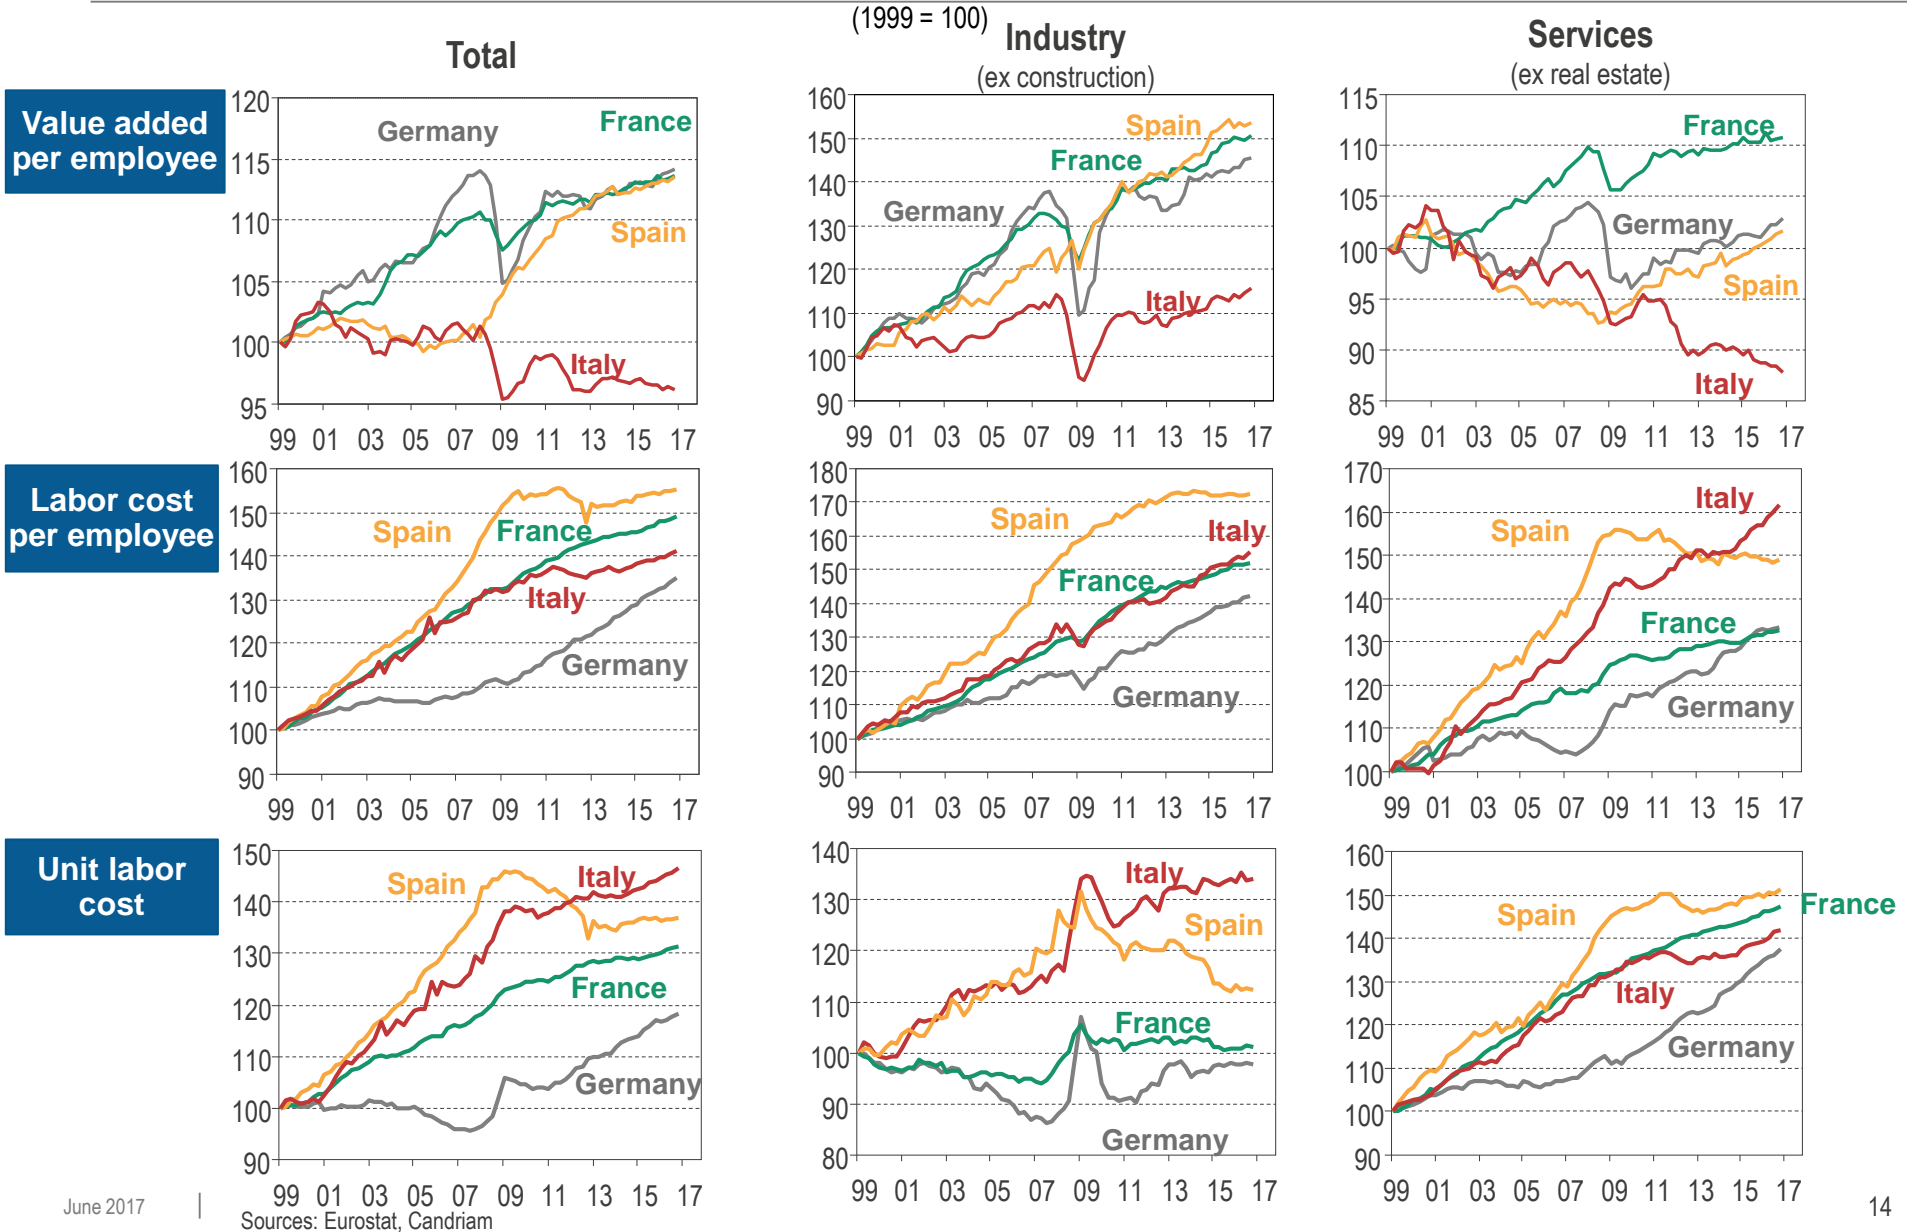 (1999 = 100)
Total
Industry
(ex construction)
Services
(ex real estate)
Value added
per employee
120
115
110
105
100
95
Germany
France
Spain
Italy
99 01 03 05 07 09 11 13 15 17
160
150
140
130
120
110
100
90
Spain
France
Germany
Italy
99 01 03 05 07 09 11 13 15 17
115
110
105
100
95
90
85
France
Germany
Spain
Italy
99 01 03 05 07 09 11 13 15 17
Labor cost
per employee
160
150
140
130
120
110
100
90
Spain
France
Italy
Germany
99 01 03 05 07 09 11 13 15 17
180
170
160
150
140
130
120
110
100
90
Spain
Italy
France
Germany
99 01 03 05 07 09 11 13 15 17
170
160
150
140
130
120
110
100
Italy
Spain
France
Germany
99 01 03 05 07 09 11 13 15 17
Unit labor
cost
150
140
130
120
110
100
90
Spain
Italy
France
Germany
99 01 03 05 07 09 11 13 15 17
140
130
120
110
100
90
80
Italy
Spain
France
Germany
99 01 03 05 07 09 11 13 15 17
160
150
140
130
120
110
100
90
Spain
France
Italy
Germany
99 01 03 05 07 09 11 13 15 17
June 2017
Sources: Eurostat, Candriam
14